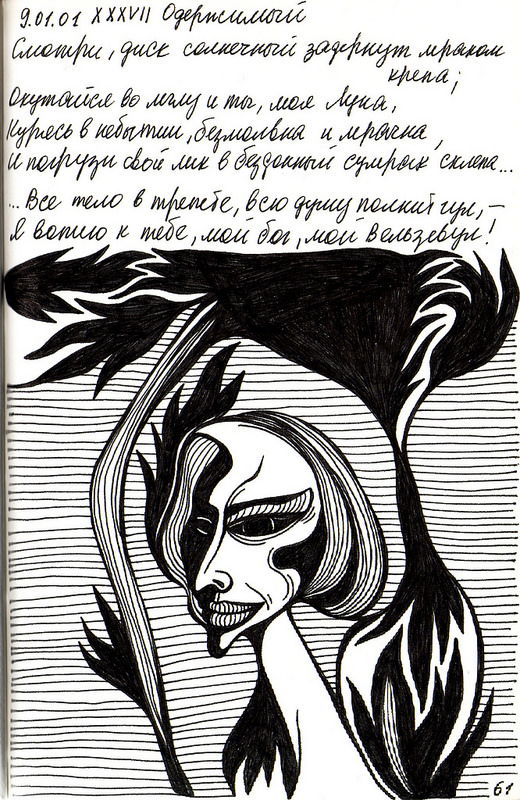 9.01.01 XXXVII Одержимый
Смотри, диск солнечный задернут мраком
крепа;
Окутайся во мглу и ты, моя Луна,
Курясь в небытии, безмолвна и мрачна,
И погрузи свой лик в бездонный сумрак склепа...
...Все тело в трепете, всю душу полнит гул, —
Я вопию к тебе, мой бог, мой Вельзевул!
61